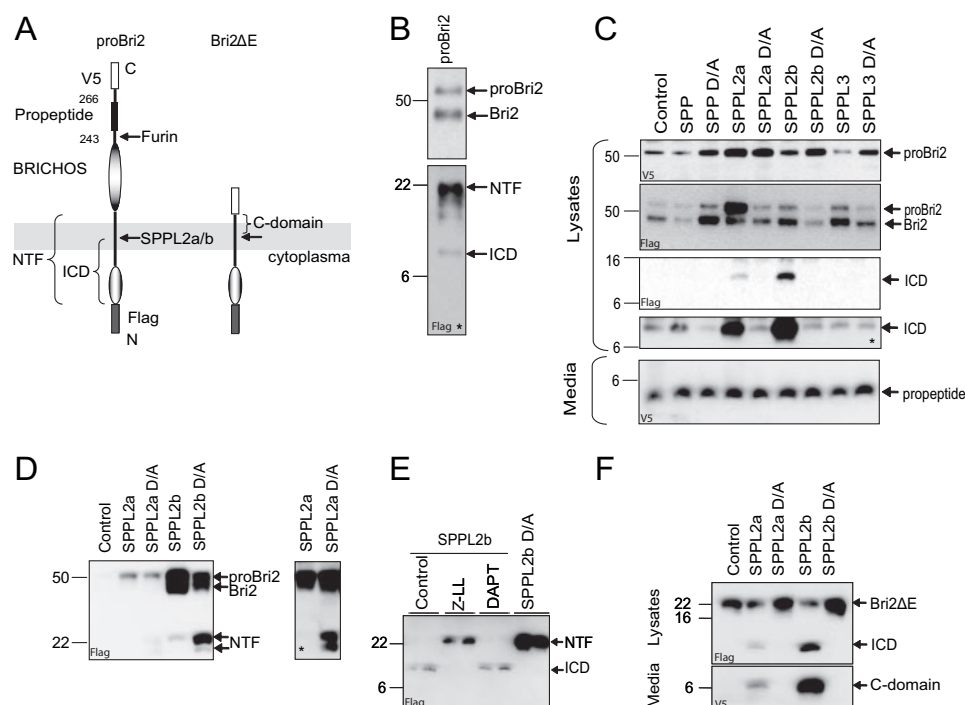 A
proBri2
Bri2ΔE
C
V5
266
Propeptide
243
Furin
BRICHOS
C-domain
SPPL2a/b
cytoplasma
NTF
ICD
Flag
N
B
proBri2
50
proBri2
Bri2
22
NTF
ICD
6
Flag *
C
Control
SPP
SPP D/A
SPPL2a
SPPL2a D/A
SPPL2b
SPPL2b D/A
SPPL3
SPPL3 D/A
Lysates
50
proBri2
V5
50
proBri2
Bri2
Flag
16
ICD
6
Flag
ICD
6
*
Media
6
propeptide
V5
D
Control
SPPL2a
SPPL2a D/A
SPPL2b
SPPL2b D/A
SPPL2a
SPPL2a D/A
50
proBri2
Bri2
22
NTF
Flag
*
E
SPPL2b
Control
Z-LL
DAPT
SPPL2b D/A
22
NTF
ICD
6
Flag
F
Control
SPPL2a
SPPL2a D/A
SPPL2b
SPPL2b D/A
Lysates
22
Bri2ΔE
16
ICD
Flag
Media
6
C-domain
V5